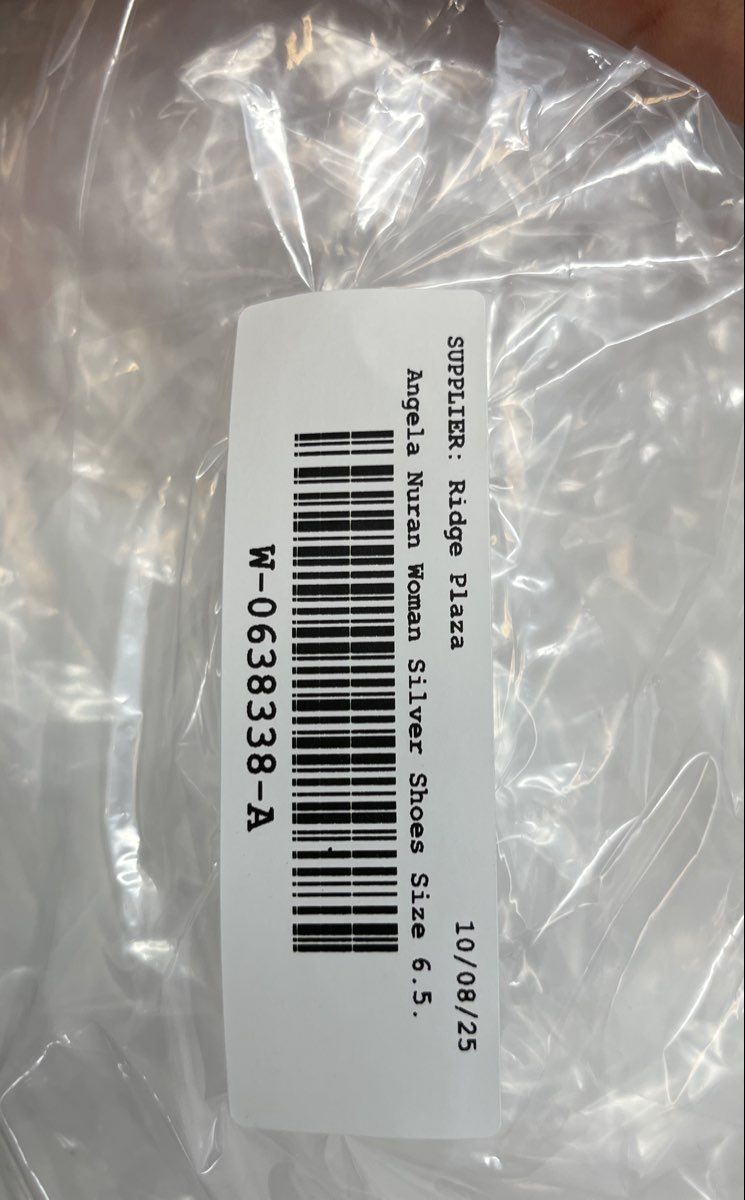 SUPPLIER: Ridge Plaza 10/08/25
Angela Nuran Woman Silver Shoes Size 6.5.
W-0638338-A